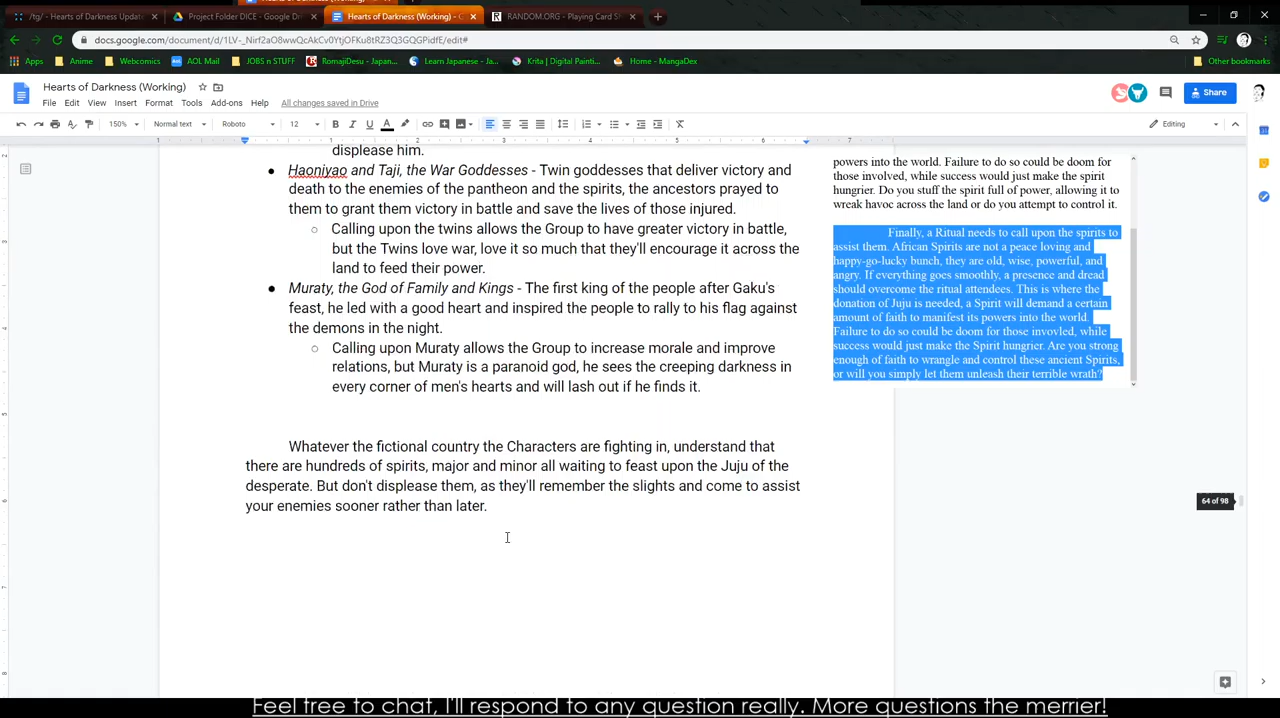 /tg/ - Hearts of Darkness Updat
Project Folder DICE - Google Dr
Hearts of Darkness (Working) - G
RANDOM.ORG - Playing Card Sh
docs.google.com/document/d/1LV-_Nirf2aO8wwQcAkCv0YtjOFKu8tRZ3Q3GQGPidfE/edit#
Apps
Anime
Webcomics
AOL Mail
JOBS n STUFF
RomajiDesu - Japan...
Learn Japanese - Ja...
Krita | Digital Painti...
Home - MangaDex
Other bookmarks
Hearts of Darkness (Working)
File Edit View Insert Format Tools Add-ons Help All changes saved in Drive
Share
150% Normal text Roboto 12 B I U A Editing
displease him.
Haoniyao and Taji, the War Goddesses - Twin goddesses that deliver victory and
death to the enemies of the pantheon and the spirits, the ancestors prayed to
them to grant them victory in battle and save the lives of those injured.
Calling upon the twins allows the Group to have greater victory in battle,
but the Twins love war, love it so much that they'll encourage it across the
land to feed their power.
Muraty, the God of Family and Kings - The first king of the people after Gaku's
feast, he led with a good heart and inspired the people to rally to his flag against
the demons in the night.
Calling upon Muraty allows the Group to increase morale and improve
relations, but Muraty is a paranoid god, he sees the creeping darkness in
every corner of men's hearts and will lash out if he finds it.
Whatever the fictional country the Characters are fighting in, understand that
there are hundreds of spirits, major and minor all waiting to feast upon the Juju of the
desperate. But don't displease them, as they'll remember the slights and come to assist
your enemies sooner rather than later.
powers into the world. Failure to do so could be doom for
those involved, while success would just make the spirit
hungrier. Do you stuff the spirit full of power, allowing it to
wreak havoc across the land or do you attempt to control it.
Finally, a Ritual needs to call upon the spirits to
assist them. African Spirits are not a peace loving and
happy-go-lucky bunch, they are old, wise, powerful, and
angry. If everything goes smoothly, a presence and dread
should overcome the ritual attendees. This is where the
donation of Juju is needed, a Spirit will demand a certain
amount of faith to manifest its powers into the world.
Failure to do so could be doom for those invovled, while
success would just make the Spirit hungrier. Are you strong
enough of faith to wrangle and control these ancient Spirits,
or will you simply let them unleash their terrible wrath?
64 of 98
Feel free to chat, I'll respond to any question really. More questions the merrier!